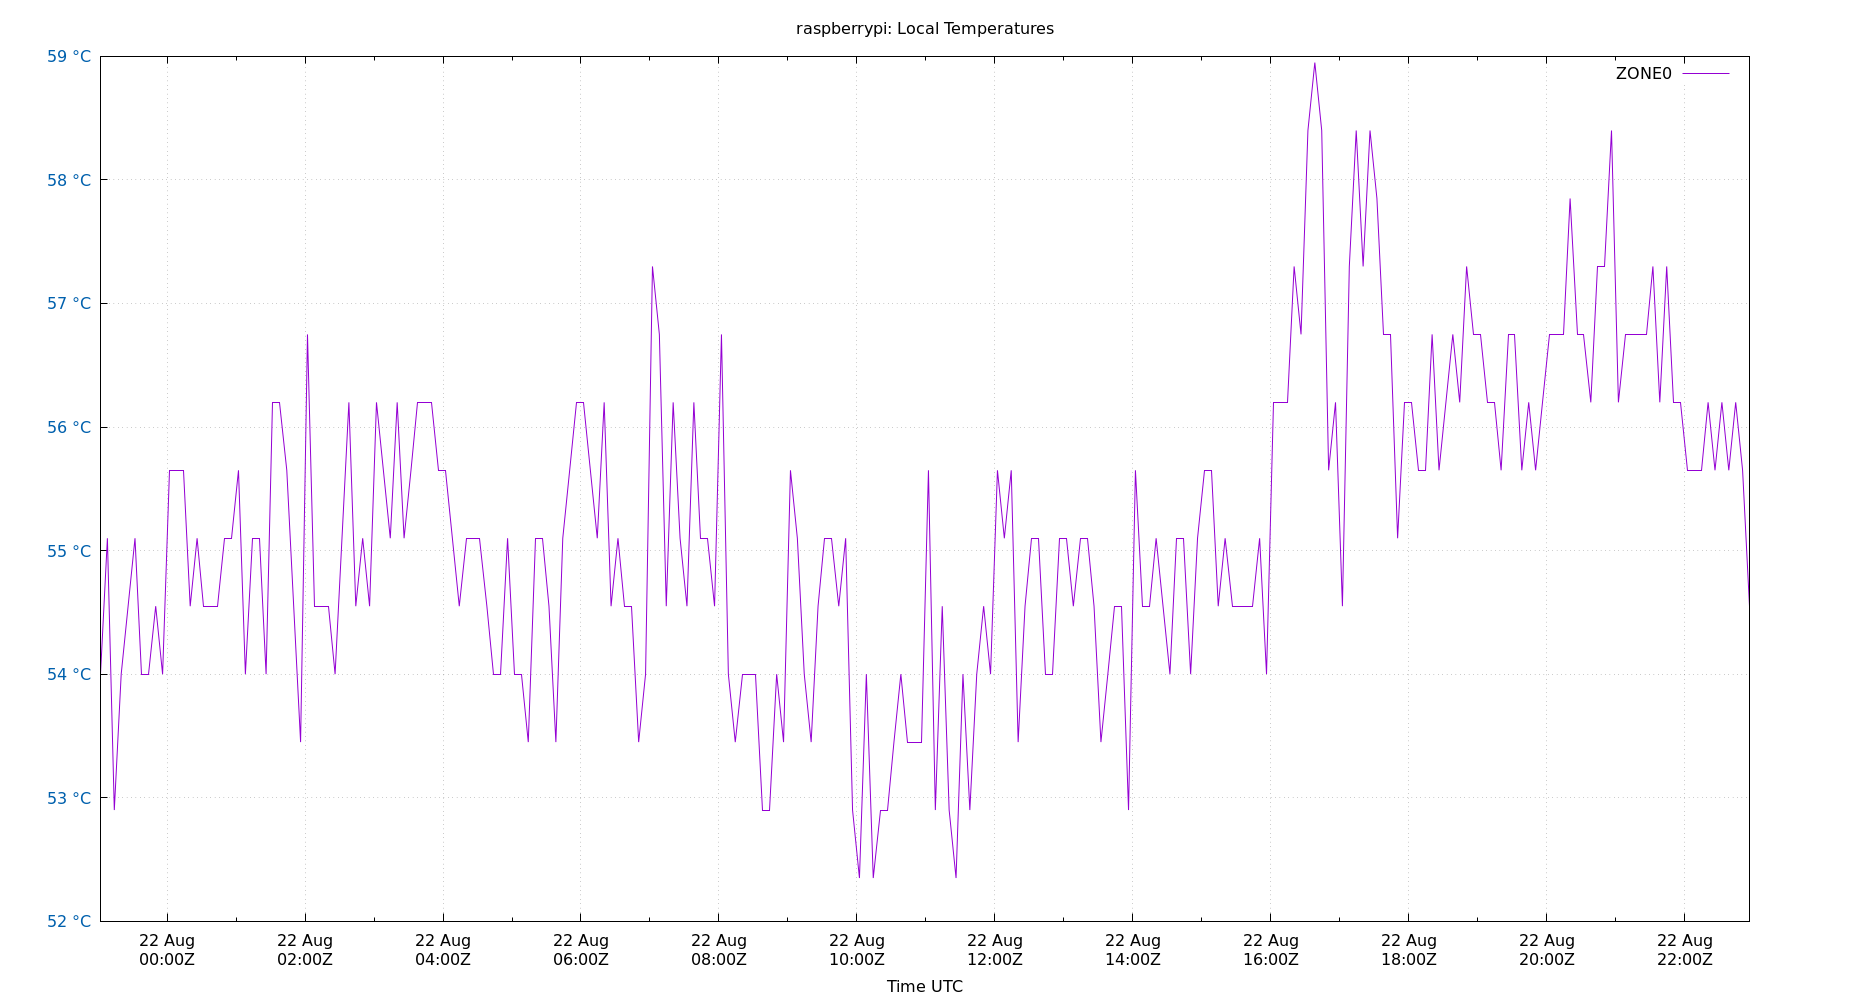 raspberrypi: Local Temperatures
59 °C
ZONE0
58 °C
57 °C
56 °C
55 °C
54 °C
53 °C
52 °C
22 Aug 22 Aug 22 Aug 22 Aug 22 Aug 22 Aug 22 Aug 22 Aug 22 Aug 22 Aug 22 Aug 22 Aug
00:00Z 02:00Z 04:00Z 06:00Z 08:00Z 10:00Z 12:00Z 14:00Z 16:00Z 18:00Z 20:00Z 22:00Z
Time UTC